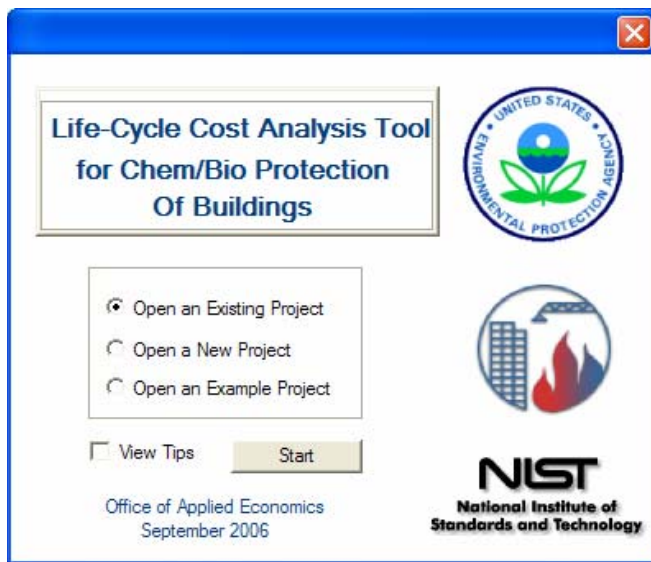 Life-Cycle Cost Analysis Tool
for Chem/Bio Protection
Of Buildings
UNITED STATES
ENVIRONMENTAL PROTECTION AGENCY
Open an Existing Project
Open a New Project
Open an Example Project
View Tips
Start
Office of Applied Economics
September 2006
NIST
National Institute of
Standards and Technology